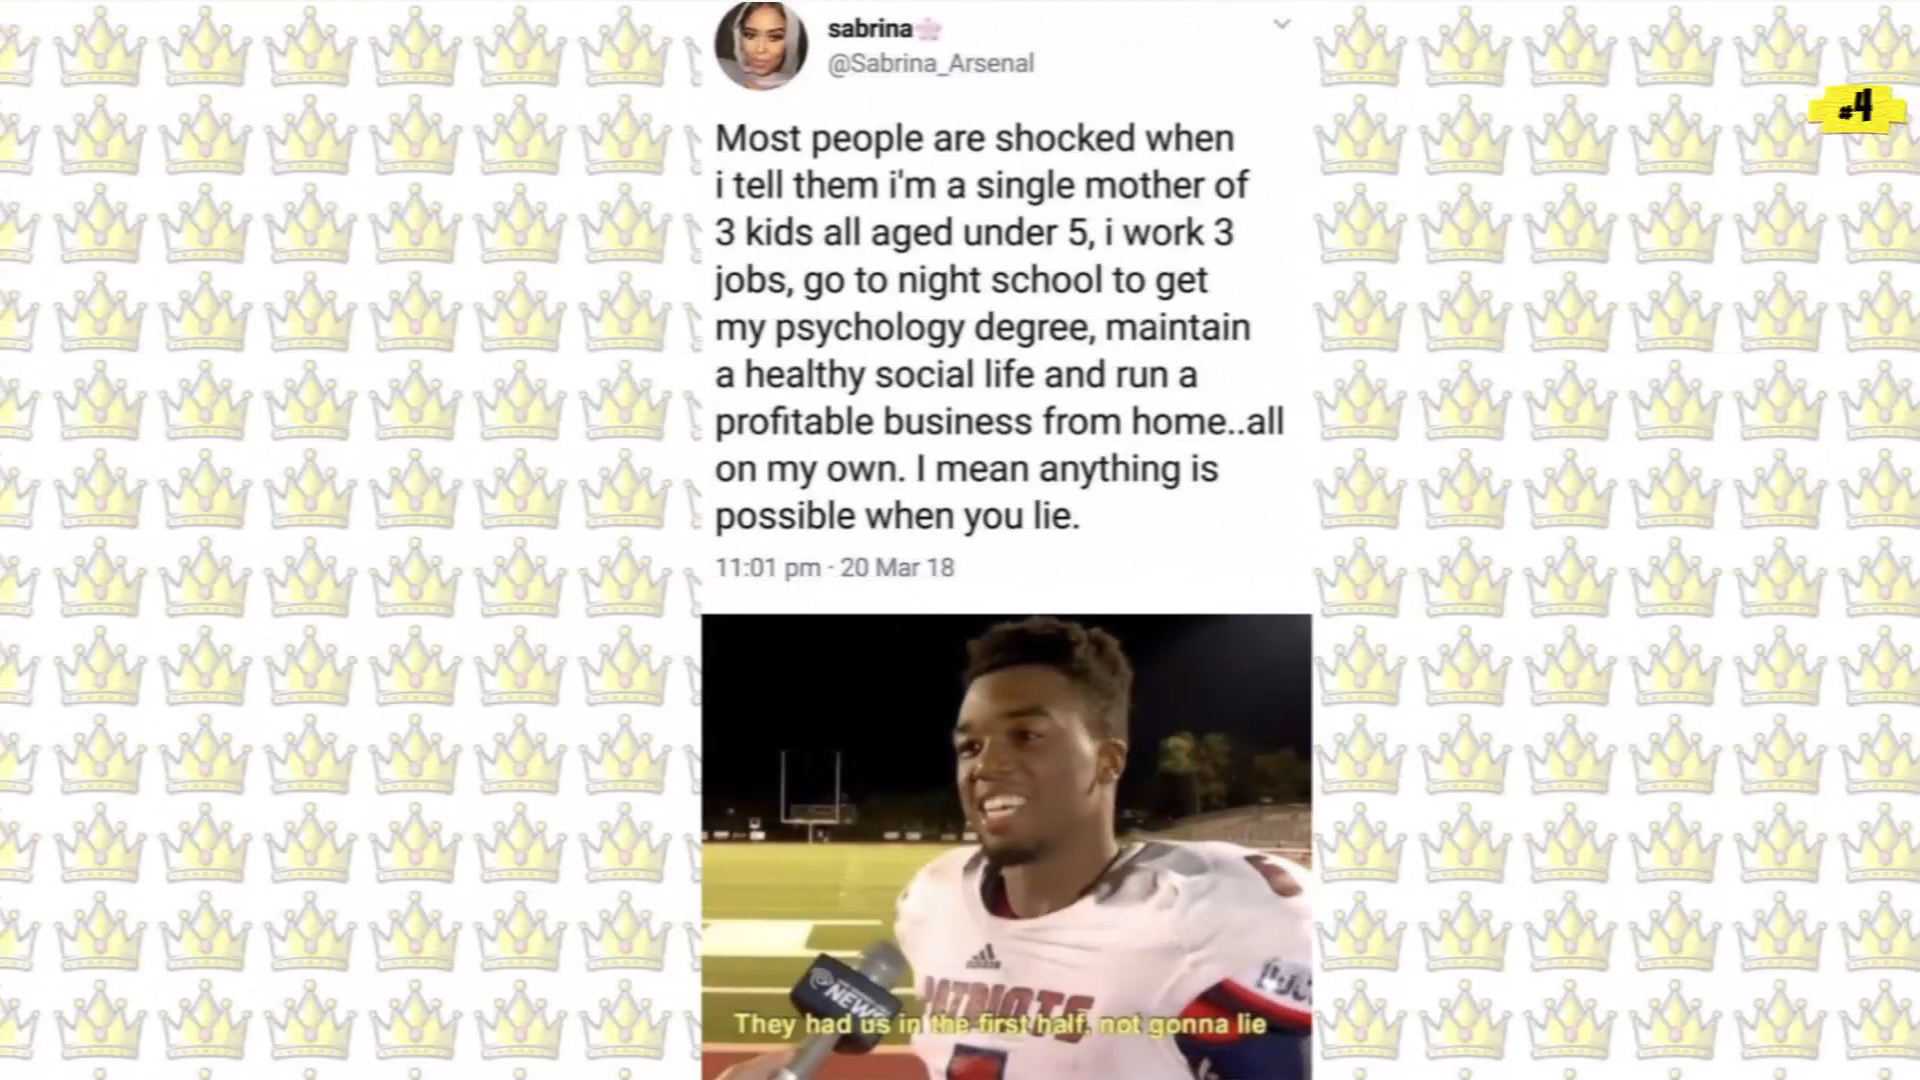 sabrina🌸
@Sabrina_Arsenal
#4
Most people are shocked when
i tell them i'm a single mother of
3 kids all aged under 5, i work 3
jobs, go to night school to get
my psychology degree, maintain
a healthy social life and run a
profitable business from home..all
on my own. I mean anything is
possible when you lie.
11:01 pm · 20 Mar 18
NEWS
PATRIOTS
They had us in the first half, not gonna lie